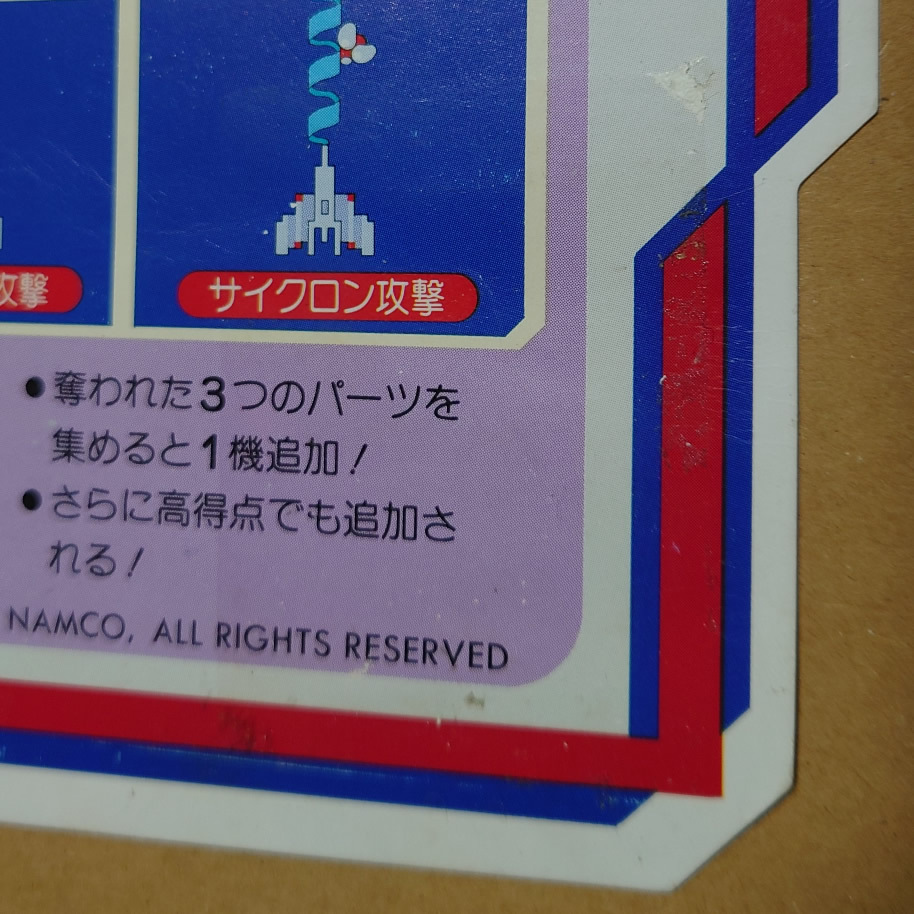 攻撃
サイクロン攻撃
●奪われた3つのパーツを
集めると1機追加!
●さらに高得点でも追加さ
れる!
NAMCO, ALL RIGHTS RESERVED